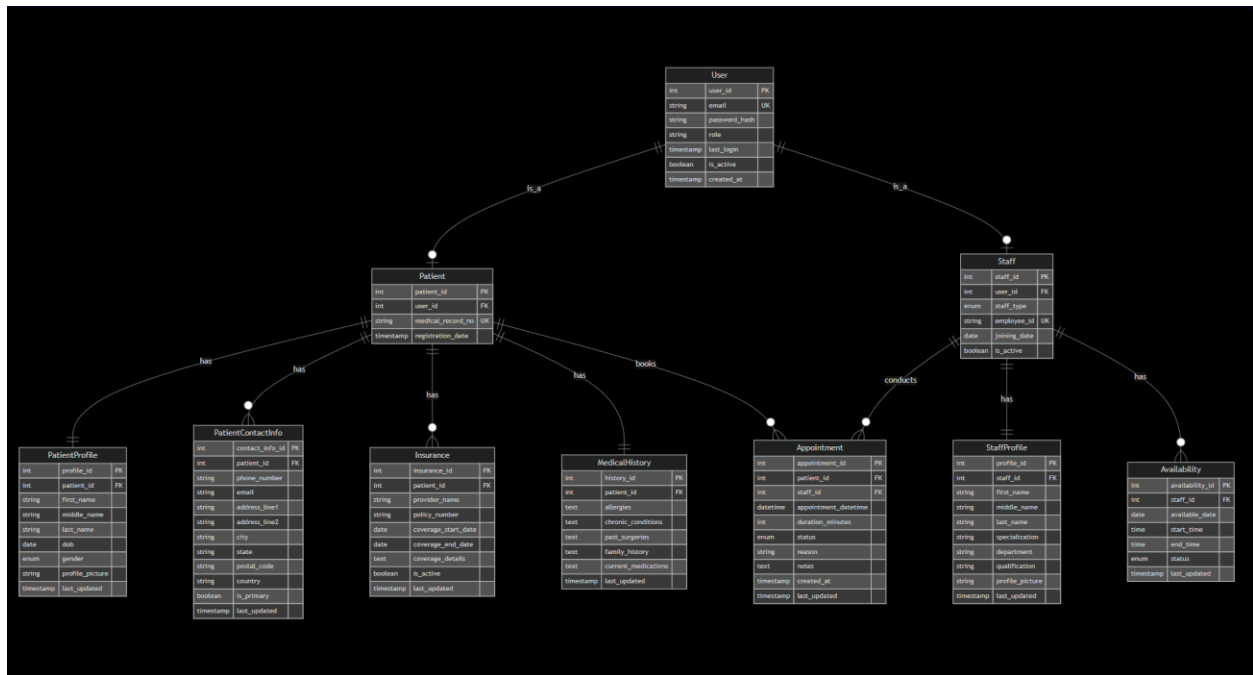 User
int user_id PK
string email UK
string password_hash
string role
timestamp last_login
boolean is_active
timestamp created_at
is_a
is_a
Patient
int patient_id PK
int user_id FK
string medical_record_no UK
timestamp registration_date
Staff
int staff_id PK
int user_id FK
enum staff_type
string employee_id UK
date joining_date
boolean is_active
has
has
has
has
books
conducts
has
has
PatientProfile
int profile_id PK
int patient_id FK
string first_name
string middle_name
string last_name
date dob
enum gender
string profile_picture
timestamp last_updated
PatientContactInfo
int contact_info_id PK
int patient_id FK
string phone_number
string email
string address_line1
string address_line2
string city
string state
string postal_code
string country
boolean is_primary
timestamp last_updated
Insurance
int insurance_id PK
int patient_id FK
string provider_name
string policy_number
date coverage_start_date
date coverage_end_date
text coverage_details
boolean is_active
timestamp last_updated
MedicalHistory
int history_id PK
int patient_id FK
text allergies
text chronic_conditions
text past_surgeries
text family_history
text current_medications
timestamp last_updated
Appointment
int appointment_id PK
int patient_id FK
int staff_id FK
datetime appointment_datetime
int duration_minutes
enum status
string reason
text notes
timestamp created_at
timestamp last_updated
StaffProfile
int profile_id PK
int staff_id FK
string first_name
string middle_name
string last_name
string specialization
string department
string qualification
string profile_picture
timestamp last_updated
Availability
int availability_id PK
int staff_id FK
date available_date
time start_time
time end_time
enum status
timestamp last_updated